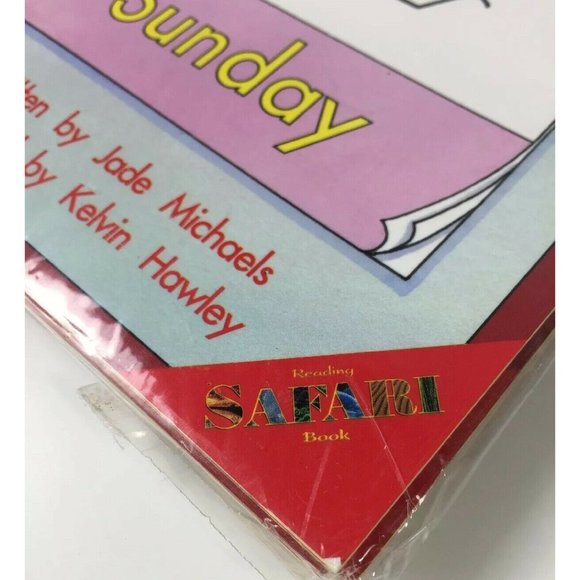 Sunday
by Jade Michaels
by Kelvin Hawley
Reading
SAFARI
Book